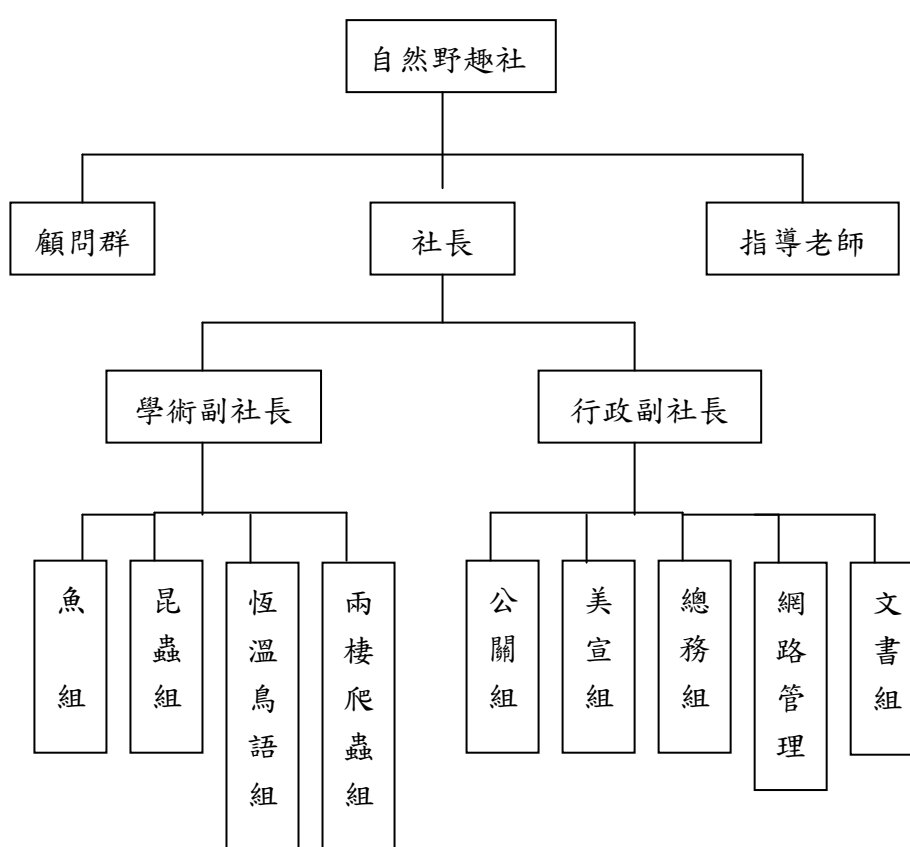 自然野趣社
顧問群
社長
指導老師
學術副社長
行政副社長
魚組
昆蟲組
恆溫鳥語組
兩棲爬蟲組
公關組
美宣組
總務組
網路管理
文書組